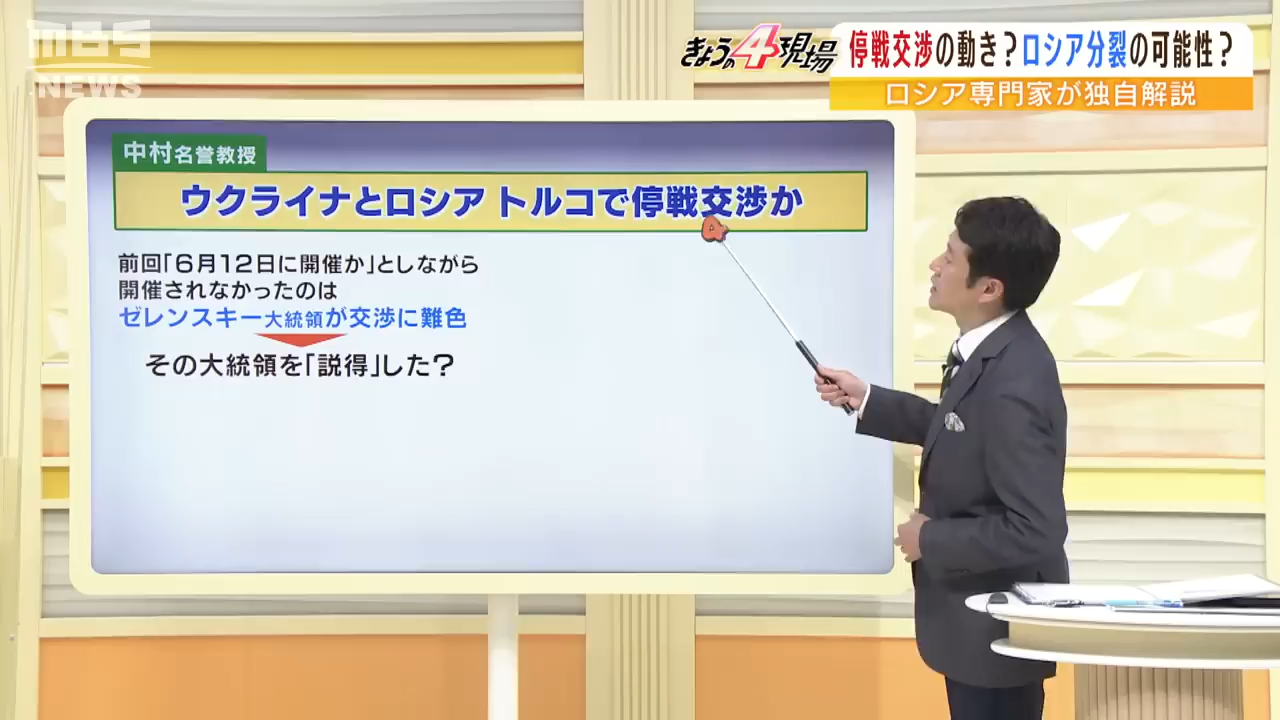 MBS
NEWS
きょうの4現場
停戦交渉の動き？ロシア分裂の可能性？
ロシア専門家が独自解説
中村名誉教授
ウクライナとロシア トルコで停戦交渉か
前回「6月12日に開催か」としながら
開催されなかったのは
ゼレンスキー大統領が交渉に難色
その大統領を「説得」した？
4